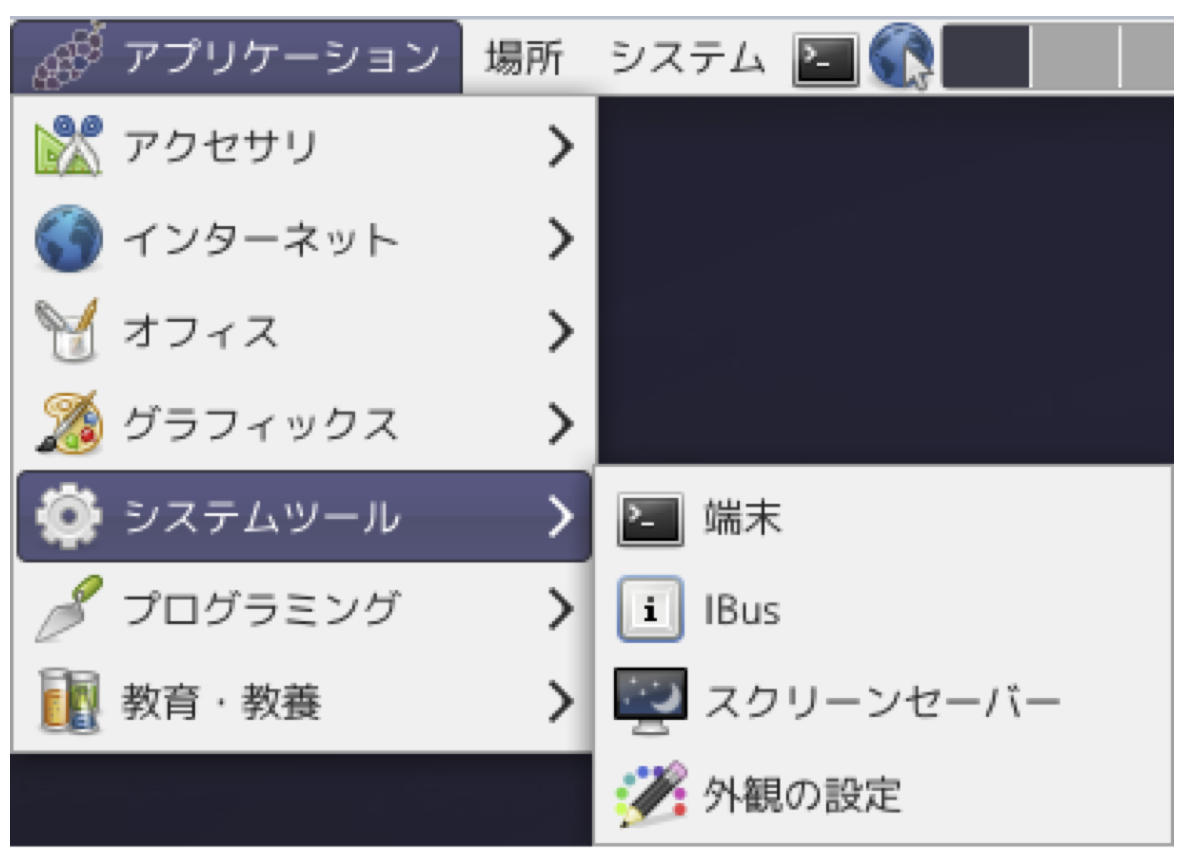 アプリケーション 場所 システム
アクセサリ
インターネット
オフィス
グラフィックス
システムツール
プログラミング
教育・教養
端末
IBus
スクリーンセーバー
外観の設定